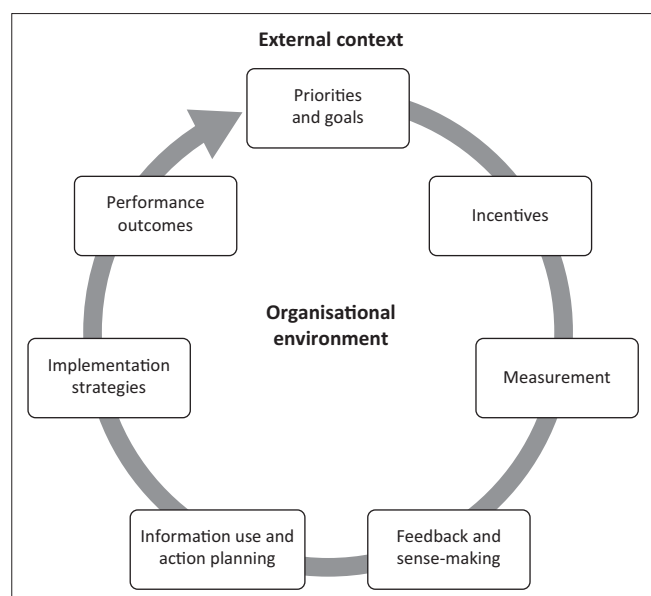 External context
Priorities
and goals
Incentives
Measurement
Feedback and
sense-making
Information use and
action planning
Implementation
strategies
Performance
outcomes
Organisational
environment